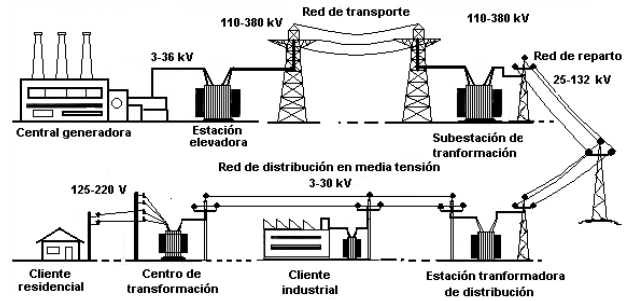 Red de transporte
110-380 kV
110-380 kV
3-36 kV
Red de reparto
25-132 kV
Central generadora
Estación
elevadora
Subestación de
tranformación
Red de distribución en media tensión
3-30 kV
125-220 V
Cliente
residencial
Centro de
transformación
Cliente
industrial
Estación tranformadora
de distribución